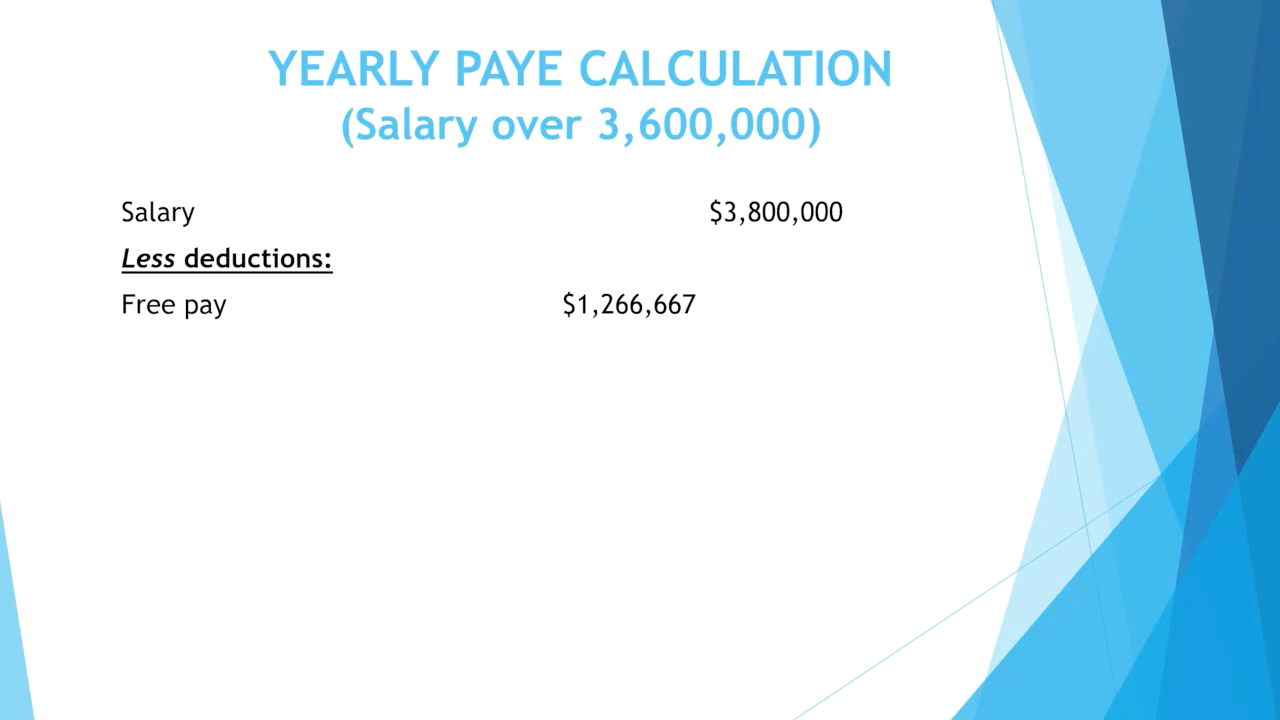 YEARLY PAYE CALCULATION
(Salary over 3,600,000)
Salary $3,800,000
Less deductions:
Free pay $1,266,667